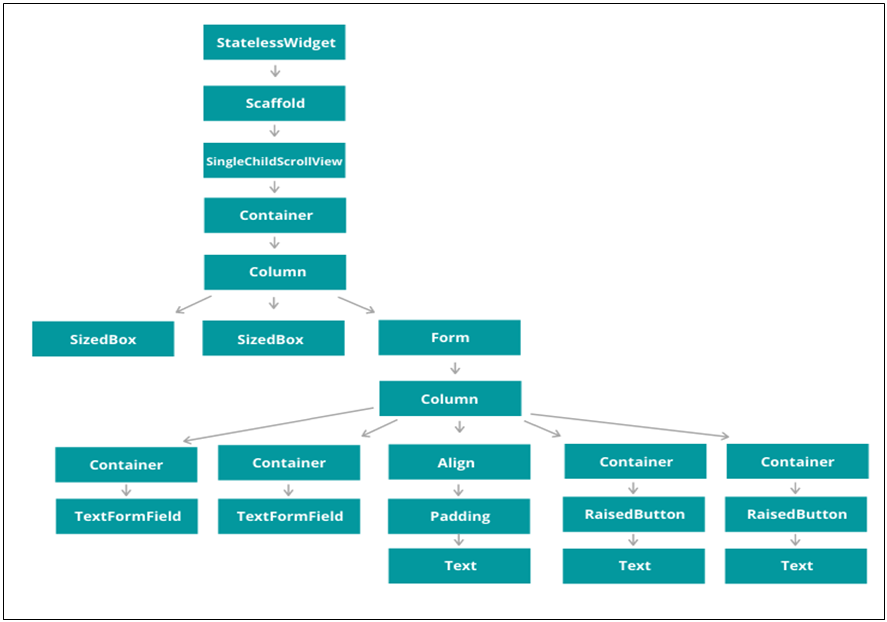 StatelessWidget
Scaffold
SingleChildScrollView
Container
Column
SizedBox
SizedBox
Form
Column
Container
Container
Align
Container
Container
TextFormField
TextFormField
Padding
RaisedButton
RaisedButton
Text
Text
Text